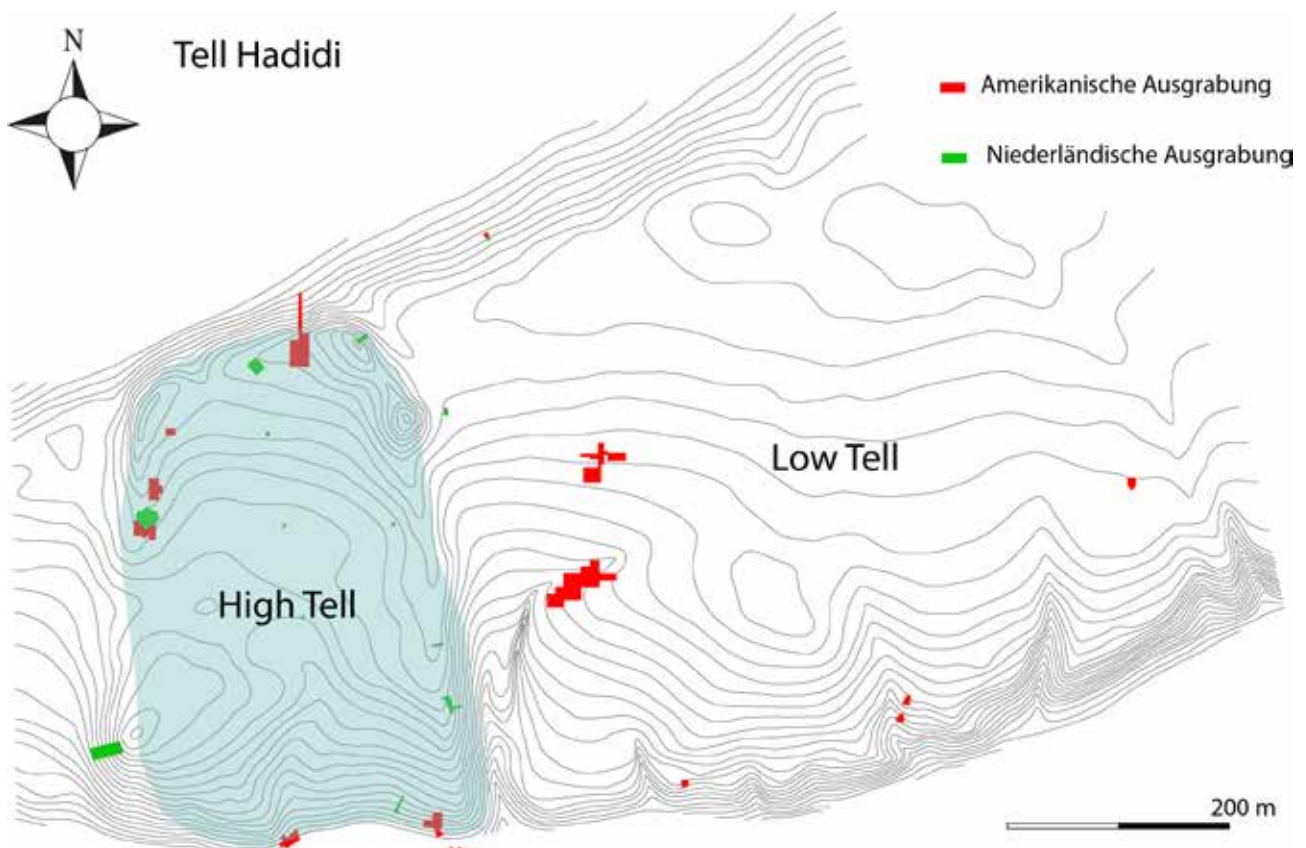 N
Tell Hadidi
Amerikanische Ausgrabung
Niederländische Ausgrabung
Low Tell
High Tell
200 m